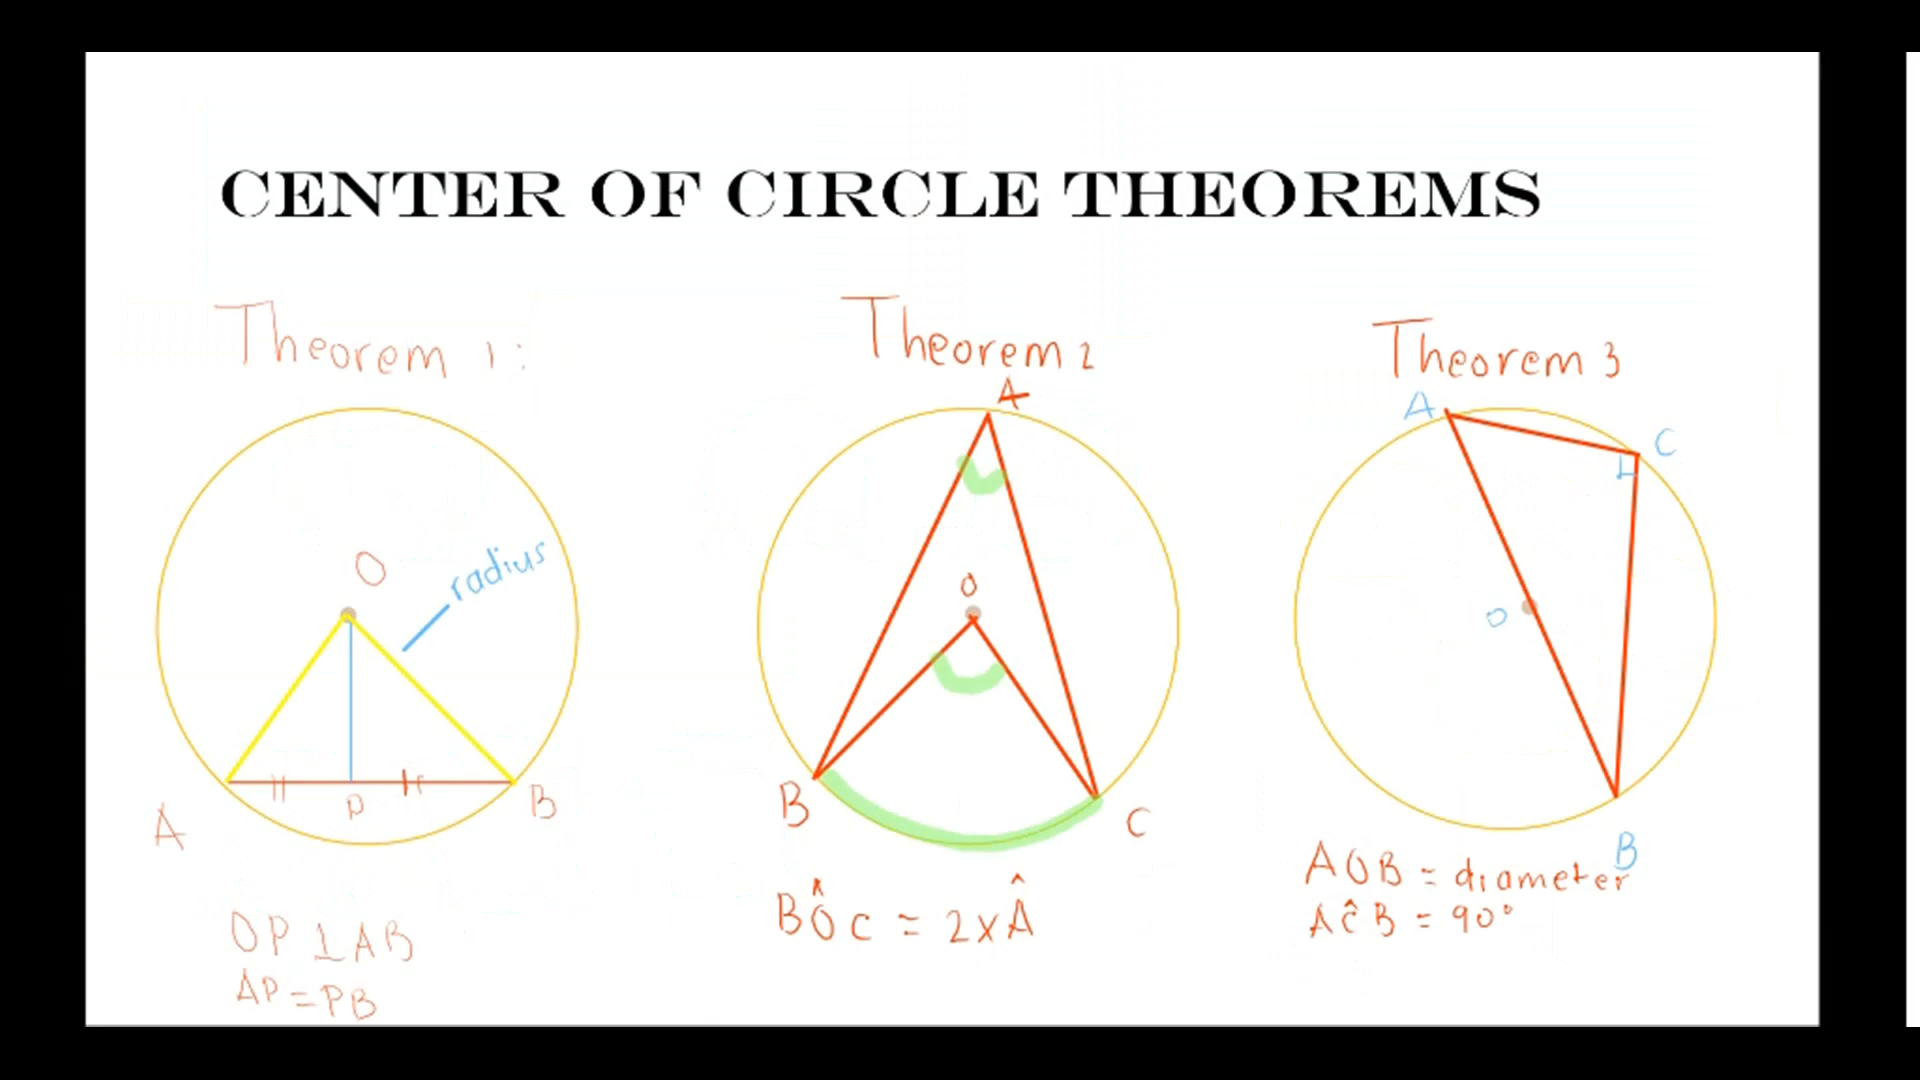 CENTER OF CIRCLE THEOREMS
Theorem 1:
O
radius
A
P
B
OP ⊥ AB
AP = PB
Theorem 2
A
O
B
C
BÔC = 2xÂ
Theorem 3
A
C
O
B
AOB = diameter
AĈB = 90°